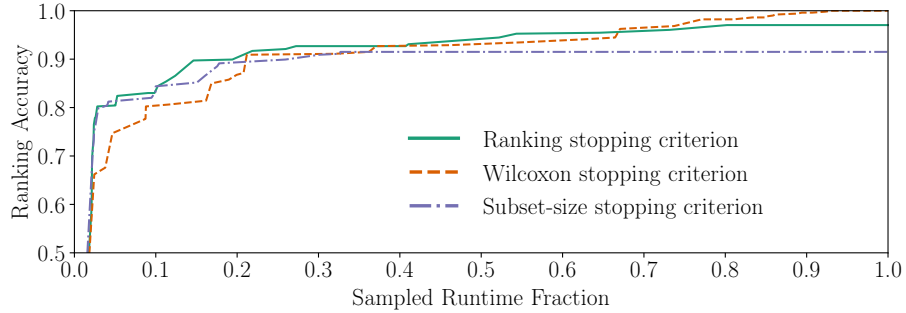 1.0
0.9
0.8
0.7
0.6
0.5
Ranking Accuracy
Ranking stopping criterion
Wilcoxon stopping criterion
Subset-size stopping criterion
0.0 0.1 0.2 0.3 0.4 0.5 0.6 0.7 0.8 0.9 1.0
Sampled Runtime Fraction